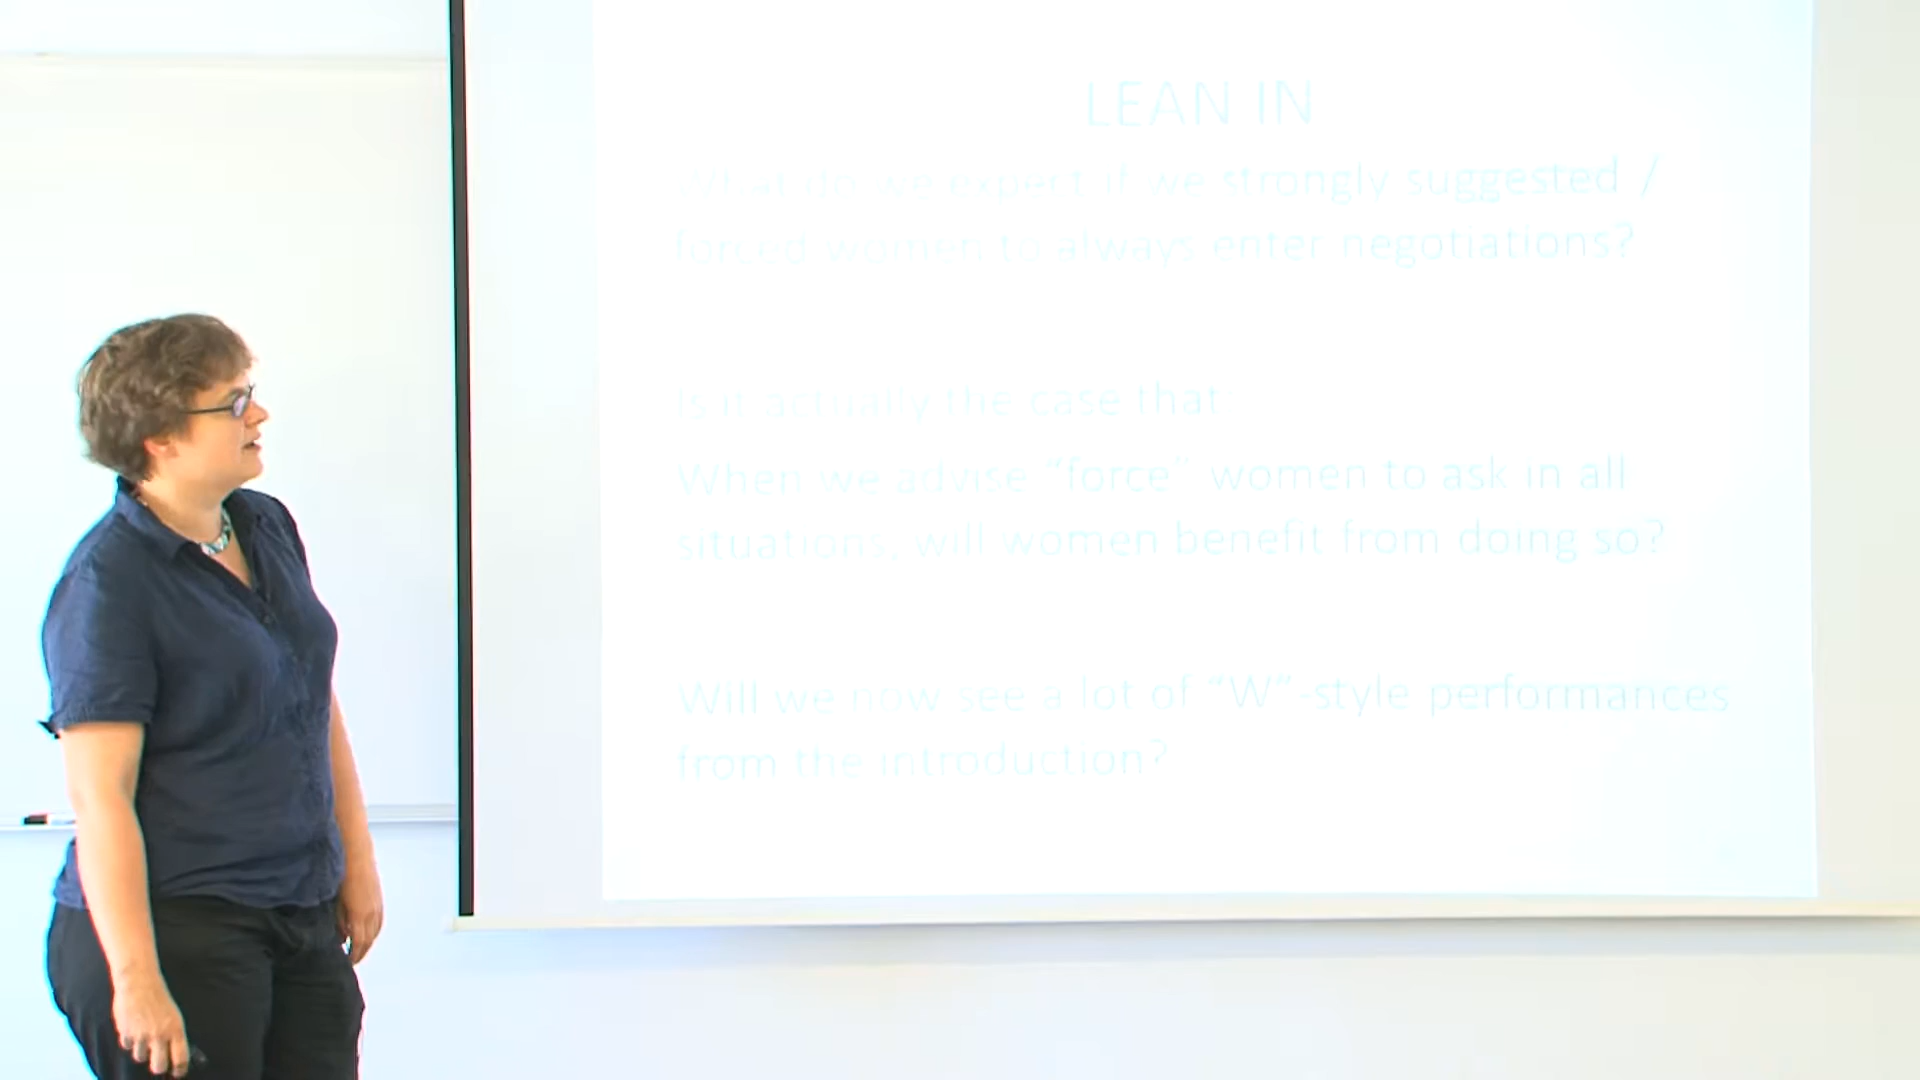 LEAN IN
What do we expect if we strongly suggested /
forced women to always enter negotiations?
Is it actually the case that:
When we advise “force” women to ask in all
situations, will women benefit from doing so?
Will we now see a lot of “W”-style performances
from the introduction?